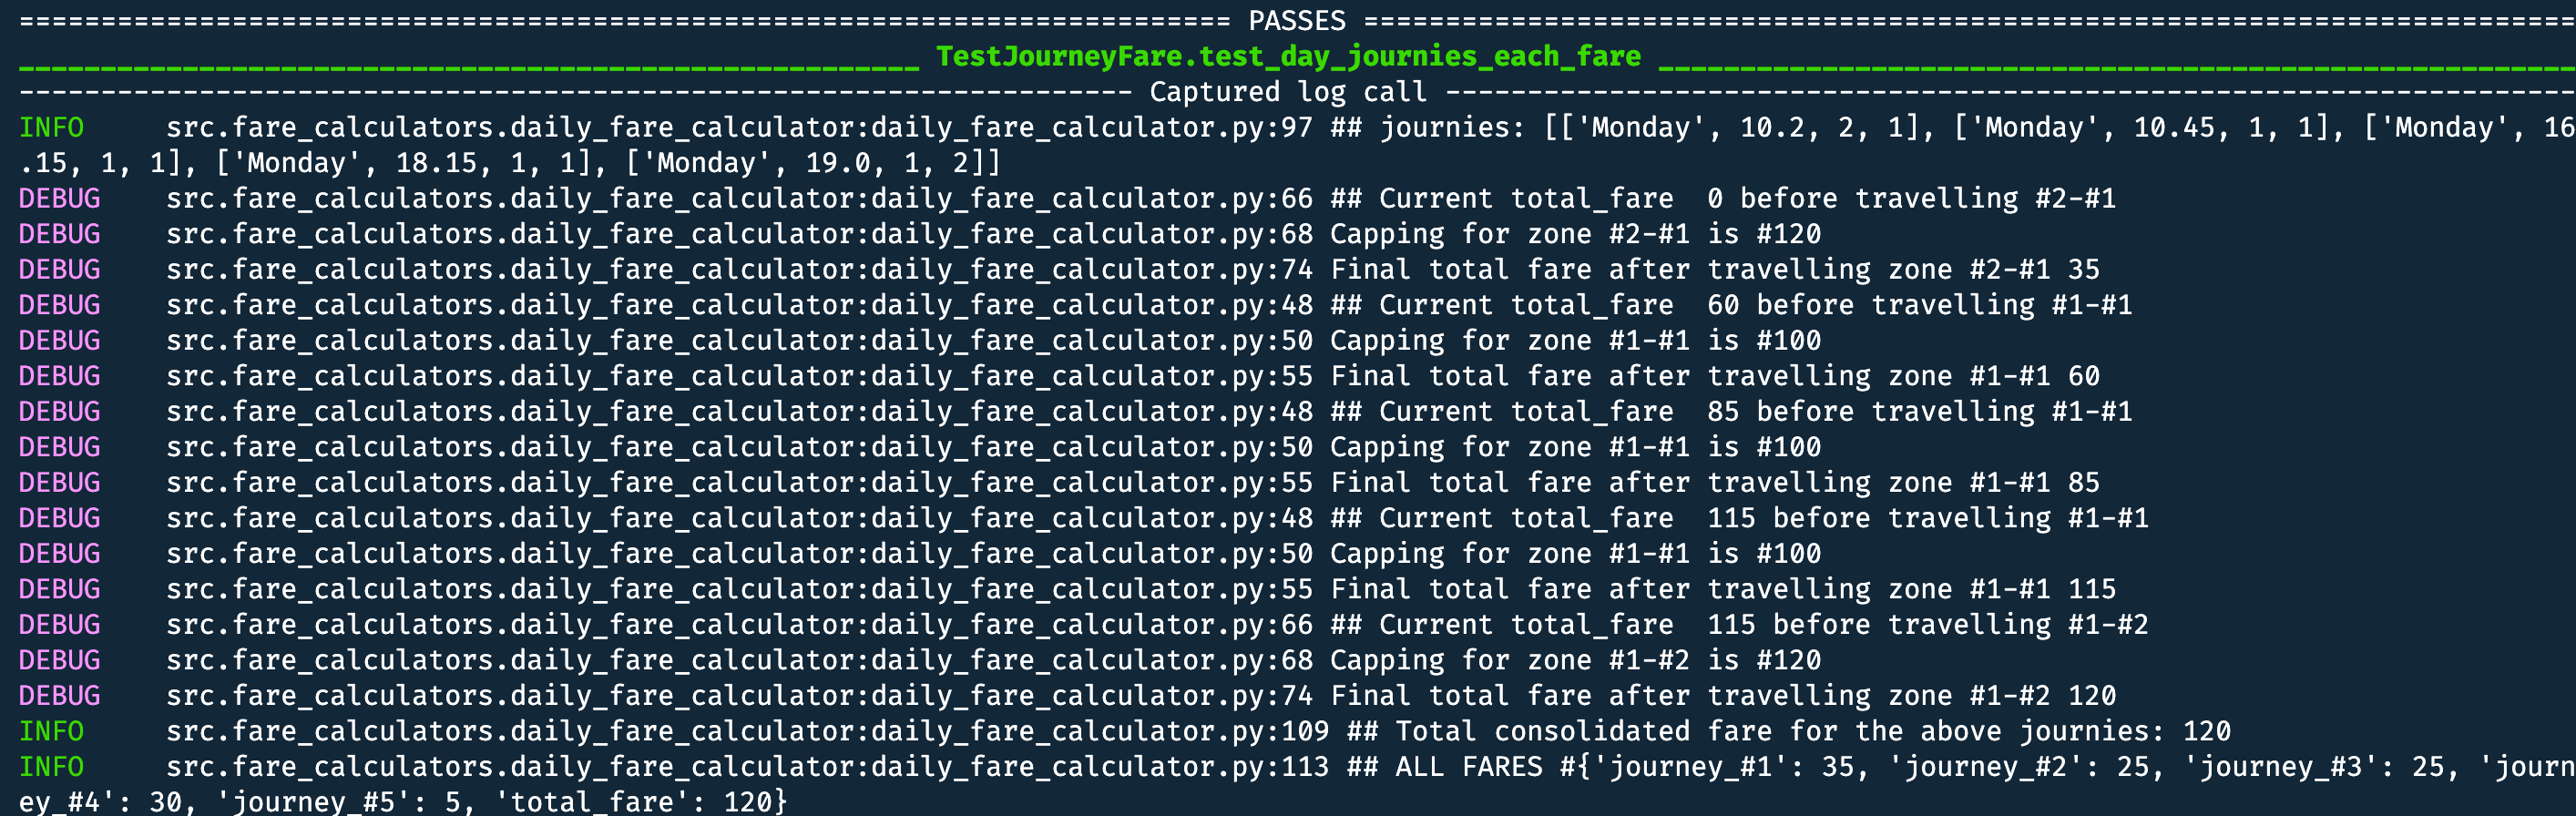 ========================================================================== PASSES ==========================================================================
_______________________________________________________ TestJourneyFare.test_day_journies_each_fare ________________________________________________________
-------------------------------------------------------------------- Captured log call ---------------------------------------------------------------------
INFO     src.fare_calculators.daily_fare_calculator:daily_fare_calculator.py:97 ## journies: [['Monday', 10.2, 2, 1], ['Monday', 10.45, 1, 1], ['Monday', 16
.15, 1, 1], ['Monday', 18.15, 1, 1], ['Monday', 19.0, 1, 2]]
DEBUG    src.fare_calculators.daily_fare_calculator:daily_fare_calculator.py:66 ## Current total_fare  0 before travelling #2-#1
DEBUG    src.fare_calculators.daily_fare_calculator:daily_fare_calculator.py:68 Capping for zone #2-#1 is #120
DEBUG    src.fare_calculators.daily_fare_calculator:daily_fare_calculator.py:74 Final total fare after travelling zone #2-#1 35
DEBUG    src.fare_calculators.daily_fare_calculator:daily_fare_calculator.py:48 ## Current total_fare  60 before travelling #1-#1
DEBUG    src.fare_calculators.daily_fare_calculator:daily_fare_calculator.py:50 Capping for zone #1-#1 is #100
DEBUG    src.fare_calculators.daily_fare_calculator:daily_fare_calculator.py:55 Final total fare after travelling zone #1-#1 60
DEBUG    src.fare_calculators.daily_fare_calculator:daily_fare_calculator.py:48 ## Current total_fare  85 before travelling #1-#1
DEBUG    src.fare_calculators.daily_fare_calculator:daily_fare_calculator.py:50 Capping for zone #1-#1 is #100
DEBUG    src.fare_calculators.daily_fare_calculator:daily_fare_calculator.py:55 Final total fare after travelling zone #1-#1 85
DEBUG    src.fare_calculators.daily_fare_calculator:daily_fare_calculator.py:48 ## Current total_fare  115 before travelling #1-#1
DEBUG    src.fare_calculators.daily_fare_calculator:daily_fare_calculator.py:50 Capping for zone #1-#1 is #100
DEBUG    src.fare_calculators.daily_fare_calculator:daily_fare_calculator.py:55 Final total fare after travelling zone #1-#1 115
DEBUG    src.fare_calculators.daily_fare_calculator:daily_fare_calculator.py:66 ## Current total_fare  115 before travelling #1-#2
DEBUG    src.fare_calculators.daily_fare_calculator:daily_fare_calculator.py:68 Capping for zone #1-#2 is #120
DEBUG    src.fare_calculators.daily_fare_calculator:daily_fare_calculator.py:74 Final total fare after travelling zone #1-#2 120
INFO     src.fare_calculators.daily_fare_calculator:daily_fare_calculator.py:109 ## Total consolidated fare for the above journies: 120
INFO     src.fare_calculators.daily_fare_calculator:daily_fare_calculator.py:113 ## ALL FARES #{'journey_#1': 35, 'journey_#2': 25, 'journey_#3': 25, 'journ
ey_#4': 30, 'journey_#5': 5, 'total_fare': 120}